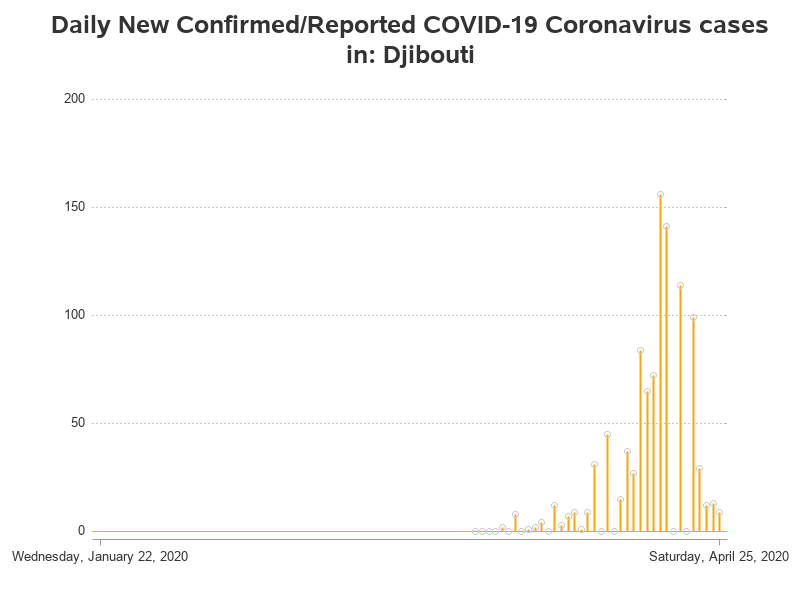 Daily New Confirmed/Reported COVID-19 Coronavirus cases
in: Djibouti
200
150
100
50
0
Wednesday, January 22, 2020 Saturday, April 25, 2020